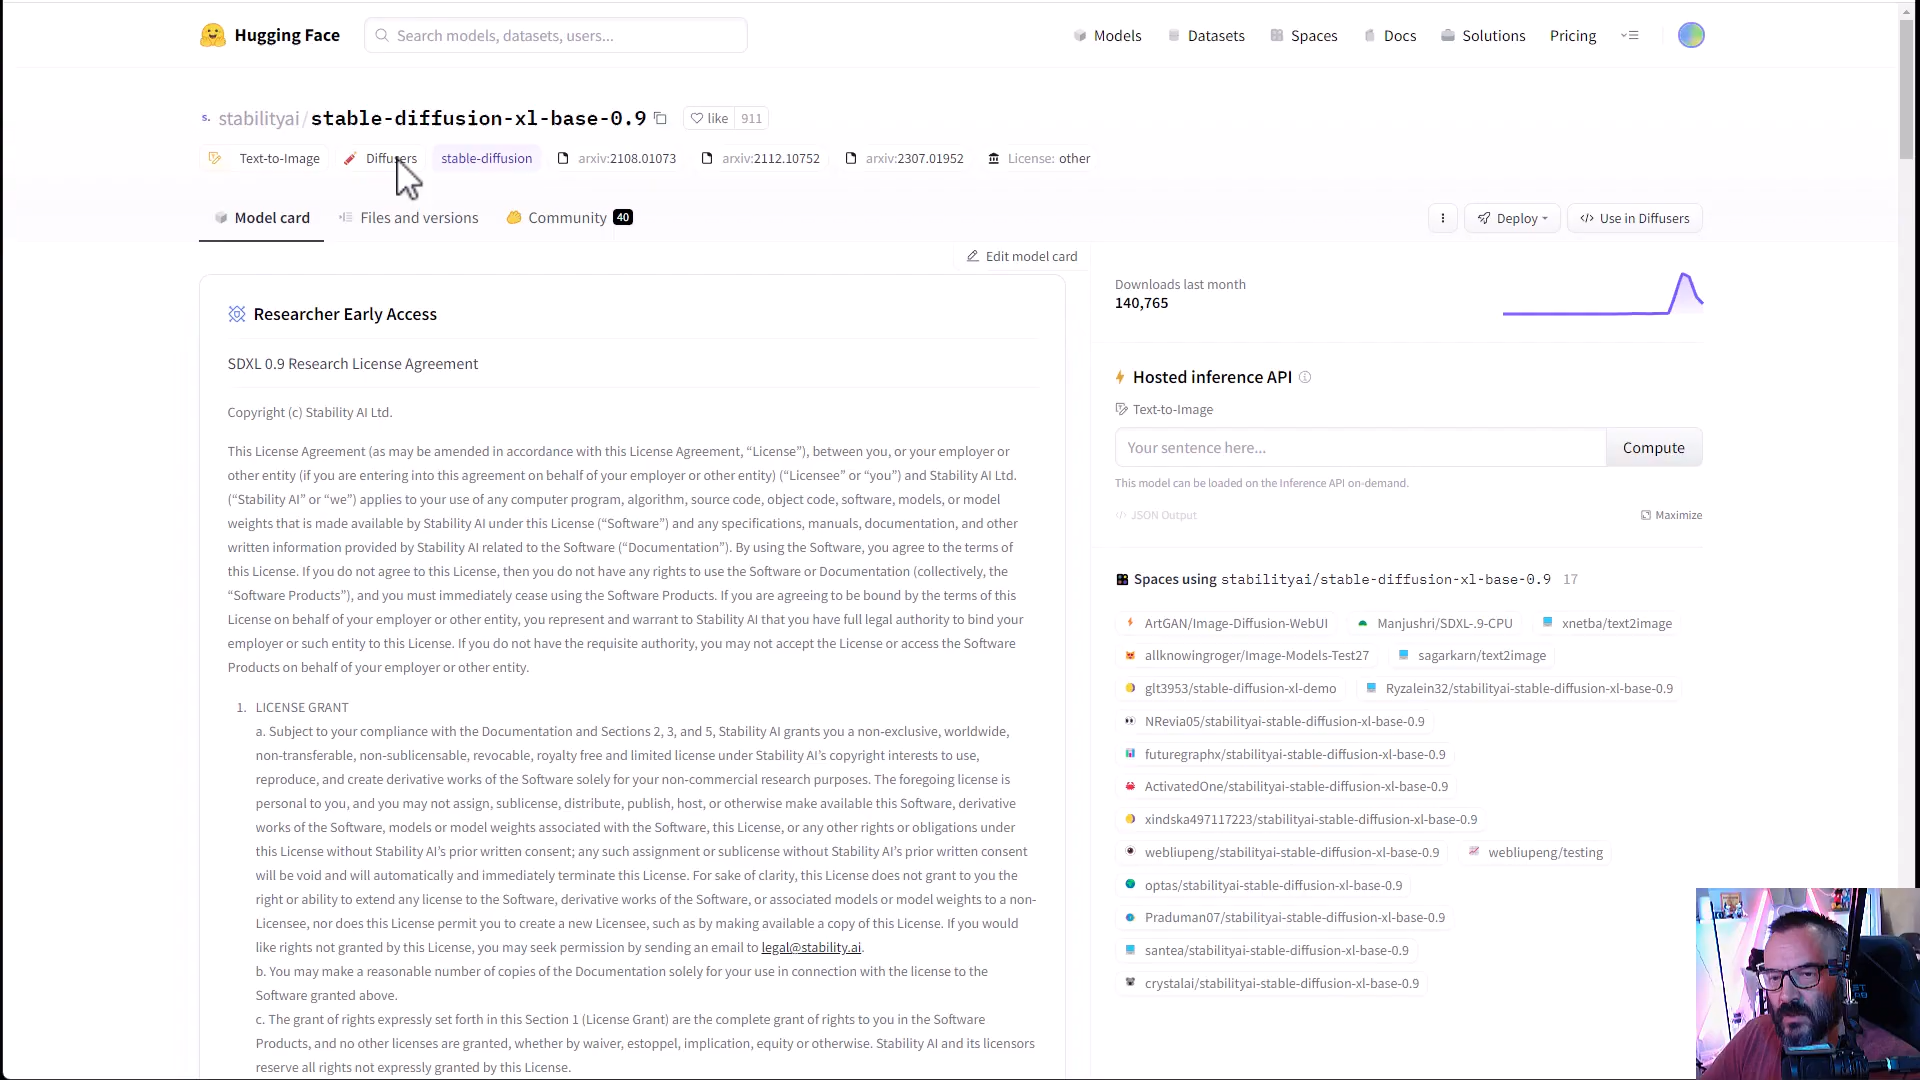 Hugging Face
Search models, datasets, users...
Models
Datasets
Spaces
Docs
Solutions
Pricing
stabilityai/stable-diffusion-xl-base-0.9
like 911
Text-to-Image
Diffusers
stable-diffusion
arxiv:2108.01073
arxiv:2112.10752
arxiv:2307.01952
License: other
Model card
Files and versions
Community 40
Deploy
</> Use in Diffusers
Edit model card
Researcher Early Access
SDXL 0.9 Research License Agreement
Copyright (c) Stability AI Ltd.
This License Agreement (as may be amended in accordance with this License Agreement, “License”), between you, or your employer or
other entity (if you are entering into this agreement on behalf of your employer or other entity) (“Licensee” or “you”) and Stability AI Ltd.
(“Stability AI” or “we”) applies to your use of any computer program, algorithm, source code, object code, software, models, or model
weights that is made available by Stability AI under this License (“Software”) and any specifications, manuals, documentation, and other
written information provided by Stability AI related to the Software (“Documentation”). By using the Software, you agree to the terms of
this License. If you do not agree to this License, then you do not have any rights to use the Software or Documentation (collectively, the
“Software Products”), and you must immediately cease using the Software Products. If you are agreeing to be bound by the terms of this
License on behalf of your employer or other entity, you represent and warrant to Stability AI that you have full legal authority to bind your
employer or such entity to this License. If you do not have the requisite authority, you may not accept the License or access the Software
Products on behalf of your employer or other entity.
1. LICENSE GRANT
a. Subject to your compliance with the Documentation and Sections 2, 3, and 5, Stability AI grants you a non-exclusive, worldwide,
non-transferable, non-sublicensable, revocable, royalty free and limited license under Stability AI’s copyright interests to use,
reproduce, and create derivative works of the Software solely for your non-commercial research purposes. The foregoing license is
personal to you, and you may not assign, sublicense, distribute, publish, host, or otherwise make available this Software, derivative
works of the Software, models or model weights associated with the Software, this License, or any other rights or obligations under
this License without Stability AI’s prior written consent; any such assignment or sublicense without Stability AI’s prior written consent
will be void and will automatically and immediately terminate this License. For sake of clarity, this License does not grant to you the
right or ability to extend any license to the Software, derivative works of the Software, or associated models or model weights to a non-
Licensee, nor does this License permit you to create a new Licensee, such as by making available a copy of this License. If you would
like rights not granted by this License, you may seek permission by sending an email to legal@stability.ai.
b. You may make a reasonable number of copies of the Documentation solely for your use in connection with the license to the
Software granted above.
c. The grant of rights expressly set forth in this Section 1 (License Grant) are the complete grant of rights to you in the Software
Products, and no other licenses are granted, whether by waiver, estoppel, implication, equity or otherwise. Stability AI and its licensors
reserve all rights not expressly granted by this License.
Downloads last month
140,765
Hosted inference API
Text-to-Image
Your sentence here...
Compute
This model can be loaded on the Inference API on-demand.
</> JSON Output
Maximize
Spaces using stabilityai/stable-diffusion-xl-base-0.9 17
ArtGAN/Image-Diffusion-WebUI
Manjushri/SDXL-.9-CPU
xnetba/text2image
allknowingroger/Image-Models-Test27
sagarkarn/text2image
glt3953/stable-diffusion-xl-demo
Ryzalein32/stabilityai-stable-diffusion-xl-base-0.9
NRevia05/stabilityai-stable-diffusion-xl-base-0.9
futuregraphx/stabilityai-stable-diffusion-xl-base-0.9
ActivatedOne/stabilityai-stable-diffusion-xl-base-0.9
xindska497117223/stabilityai-stable-diffusion-xl-base-0.9
webliupeng/stabilityai-stable-diffusion-xl-base-0.9
webliupeng/testing
optas/stabilityai-stable-diffusion-xl-base-0.9
Praduman07/stabilityai-stable-diffusion-xl-base-0.9
santea/stabilityai-stable-diffusion-xl-base-0.9
crystalai/stabilityai-stable-diffusion-xl-base-0.9